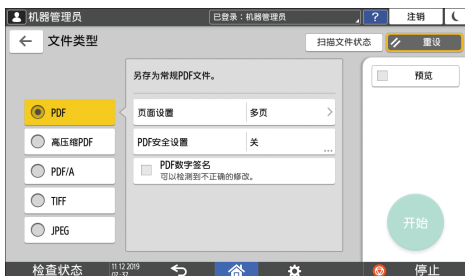 机器管理员
已登录：机器管理员
?
注销
文件类型
扫描文件状态
重设
另存为常规PDF文件。
预览
PDF
页面设置
多页
高压缩PDF
PDF安全设置
关
...
PDF/A
PDF数字签名
可以检测到不正确的修改。
TIFF
JPEG
开始
检查状态
11 12 2019
07:37
停止